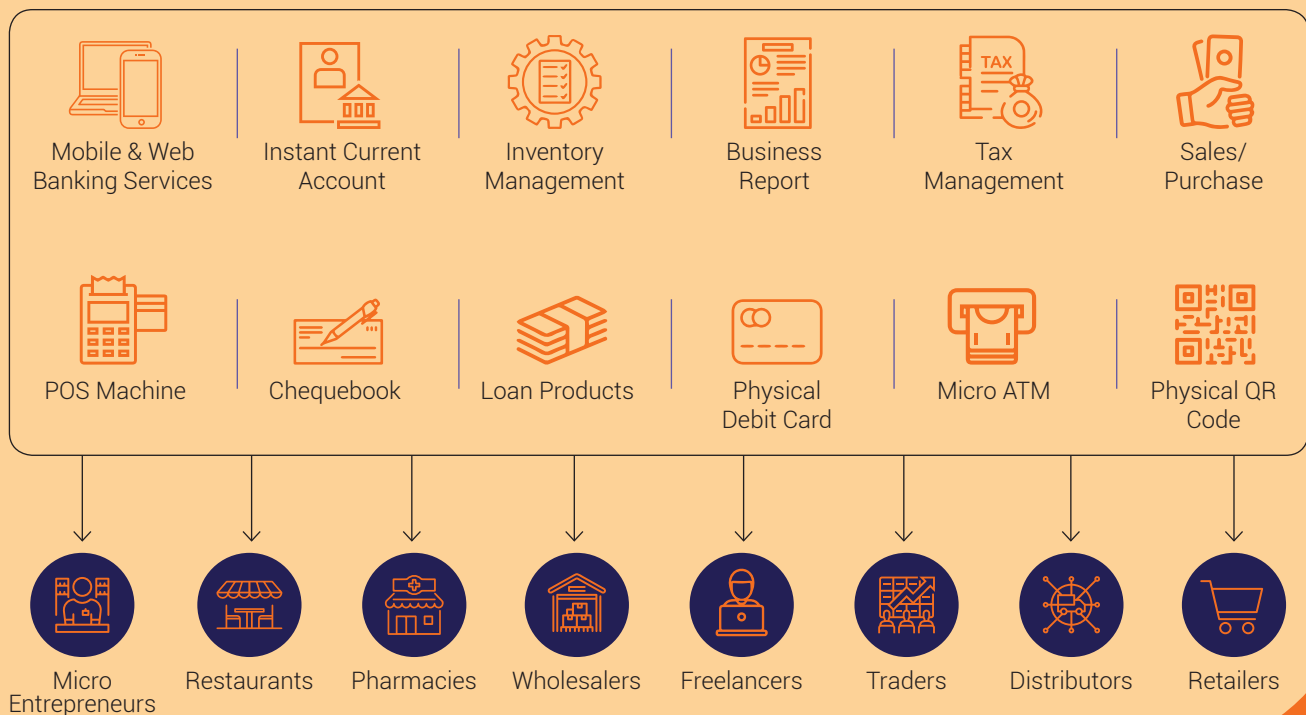 Mobile & Web
Banking Services
Instant Current
Account
Inventory
Management
Business
Report
TAX
Tax
Management
Sales/
Purchase
POS Machine
Chequebook
Loan Products
Physical
Debit Card
Micro ATM
Physical QR
Code
Micro
Entrepreneurs
Restaurants
Pharmacies
Wholesalers
Freelancers
Traders
Distributors
Retailers